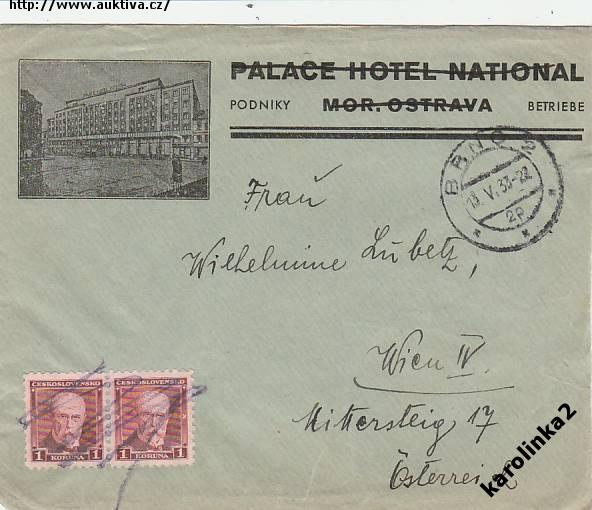 http://www.auktiva.cz/
PALACE HOTEL NATIONAL
PODNIKY MOR. OSTRAVA BETRIEBE
BRNO 2
13. V. 33-22
2P
Frau
Wilhelmine Lubetz,
Wien IV.
Mittersteig 17
Österreich
ČESKOSLOVENSKO ČESKOSLOVENSKO
1 KORUNA 1 1 KORUNA 1
karolinka2